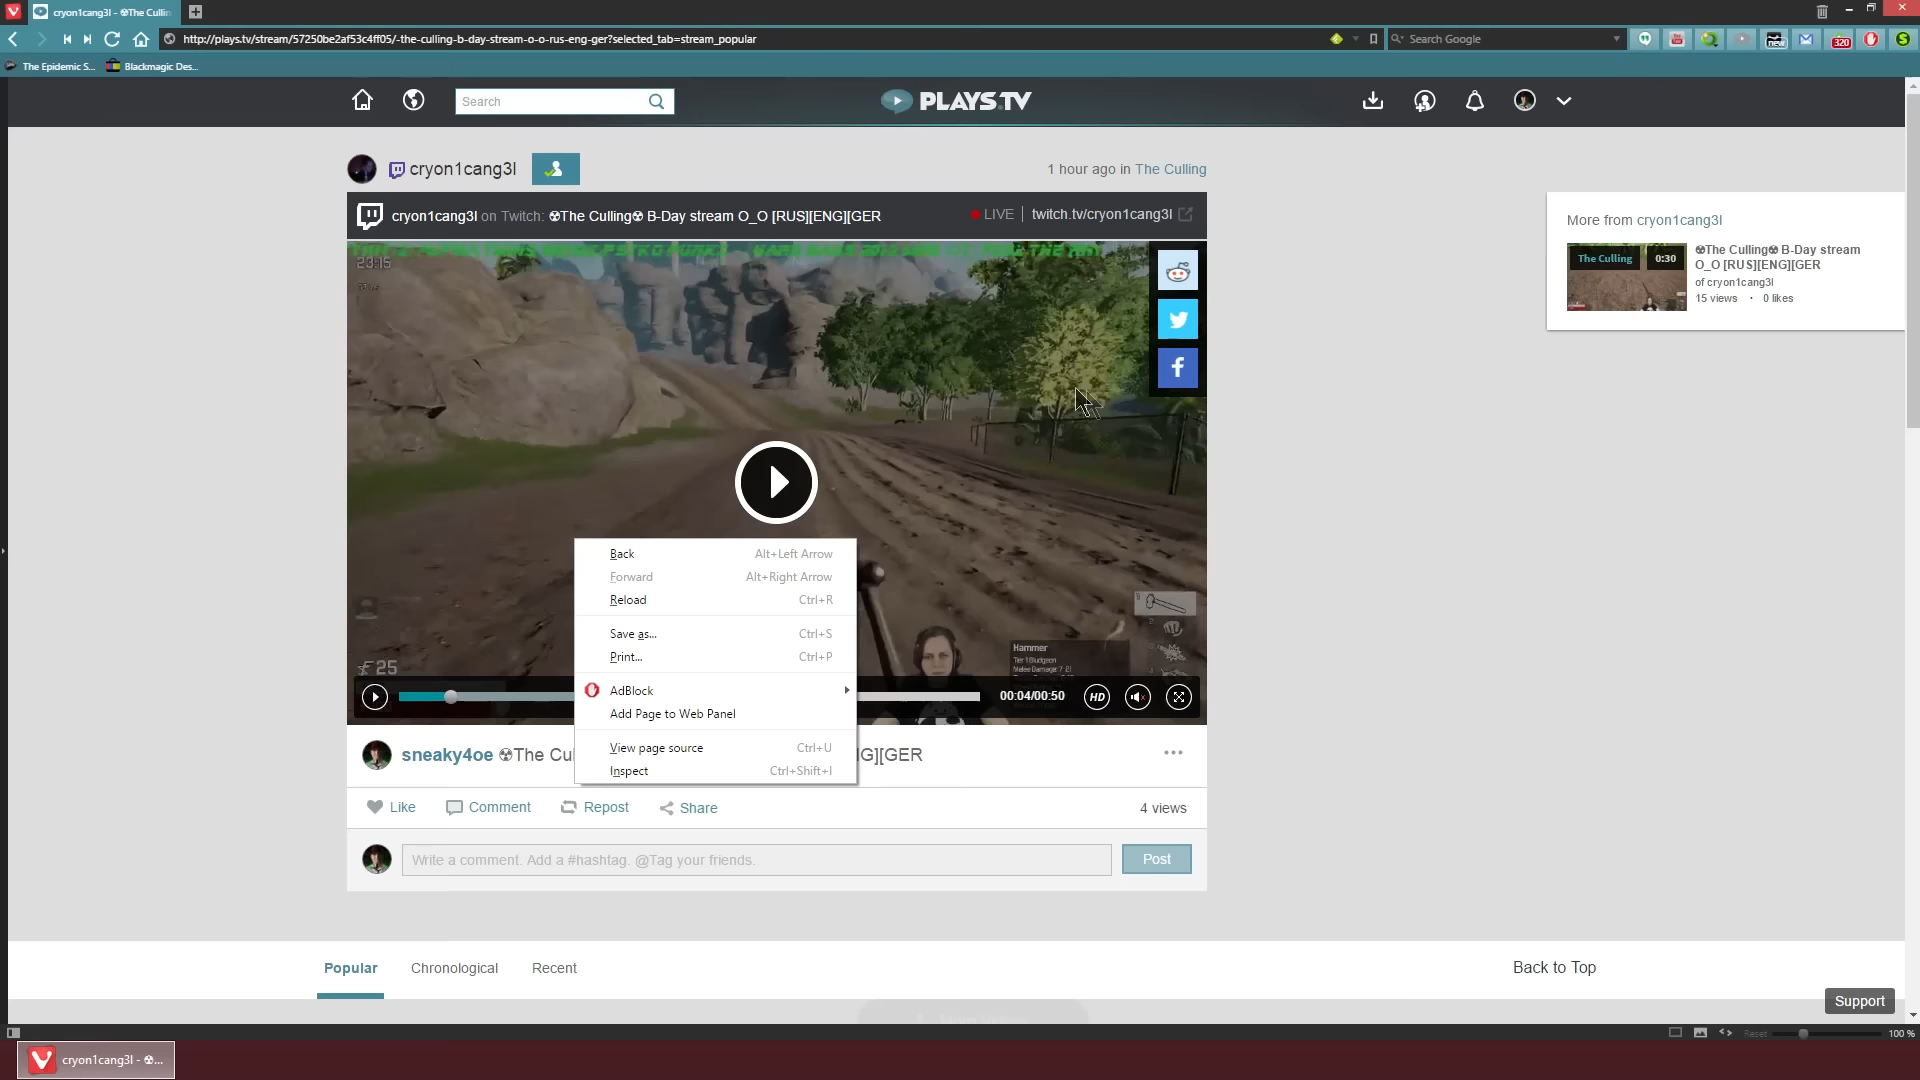 cryon1cang3l - ☢The Cullin
http://plays.tv/stream/57250be2af53c4ff05/-the-culling-b-day-stream-o-o-rus-eng-ger?selected_tab=stream_popular
Search Google
new
320
The Epidemic S...
Blackmagic Des...
Search
PLAYS.TV
cryon1cang3l
1 hour ago in The Culling
cryon1cang3l on Twitch: ☢The Culling☢ B-Day stream O_O [RUS][ENG][GER
LIVE
twitch.tv/cryon1cang3l
23:15
More from cryon1cang3l
The Culling
0:30
☢The Culling☢ B-Day stream
O_O [RUS][ENG][GER
of cryon1cang3l
15 views • 0 likes
Back Alt+Left Arrow
Forward Alt+Right Arrow
Reload Ctrl+R
Save as... Ctrl+S
Print... Ctrl+P
AdBlock
Add Page to Web Panel
View page source Ctrl+U
Inspect Ctrl+Shift+I
Hammer
Tier 1 Bludgeon
25
00:04/00:50
HD
sneaky4oe ☢The Cu
IG][GER
Like
Comment
Repost
Share
4 views
Write a comment. Add a #hashtag. @Tag your friends.
Post
Popular
Chronological
Recent
Back to Top
Support
Reset
100 %
cryon1cang3l - ☢...